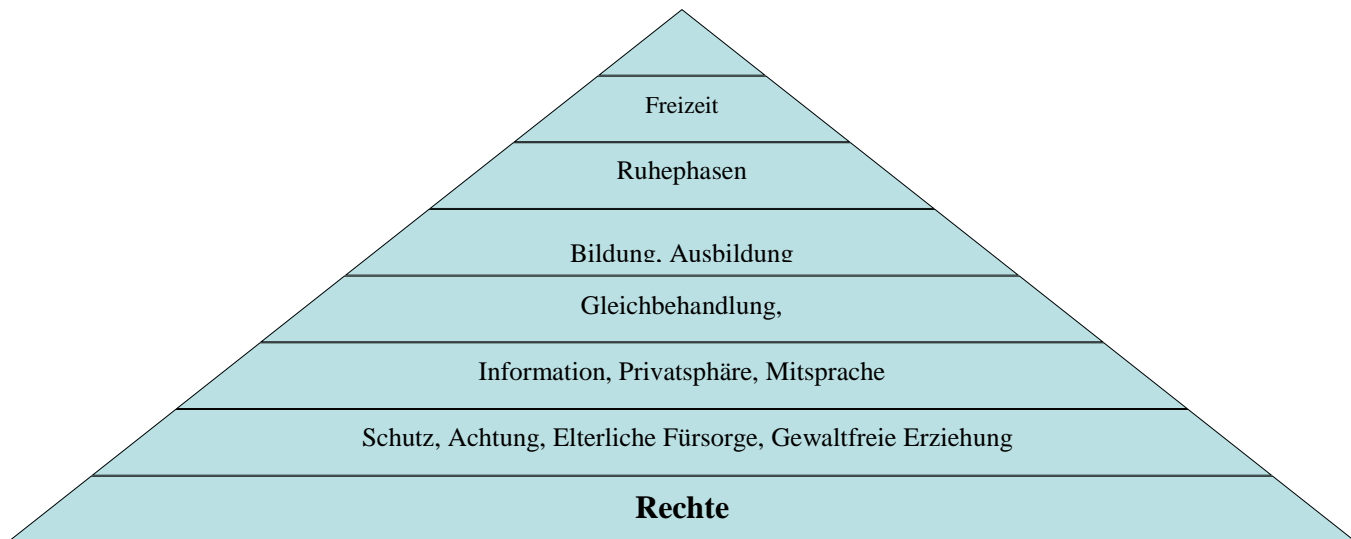 Freizeit
Ruhephasen
Bildung, Ausbildung
Gleichbehandlung,
Information, Privatsphäre, Mitsprache
Schutz, Achtung, Elterliche Fürsorge, Gewaltfreie Erziehung
Rechte